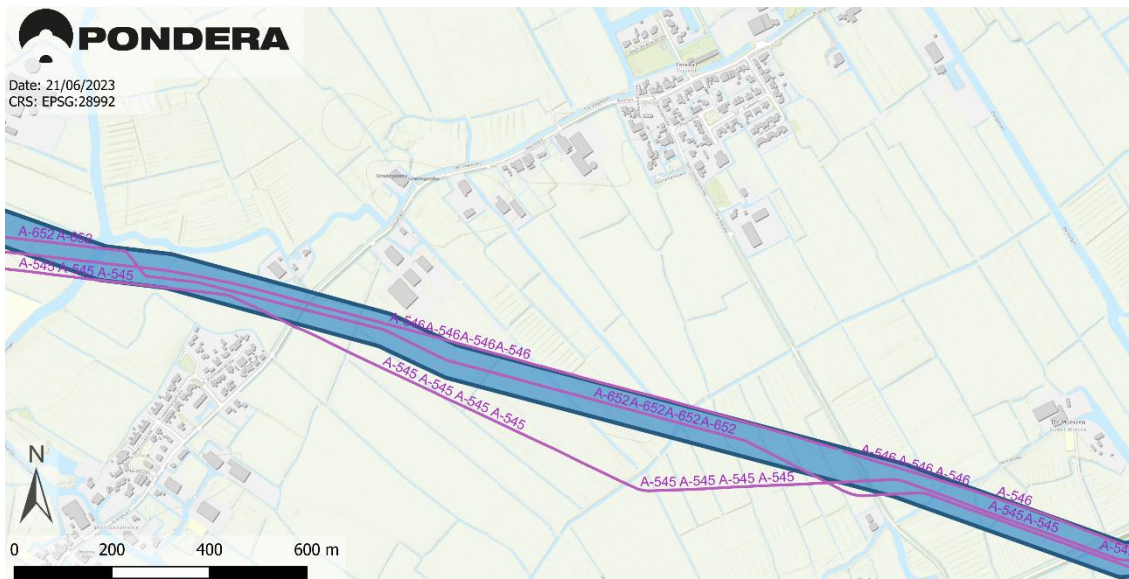 PONDERA
Date: 21/06/2023
CRS: EPSG:28992
A-652 A-652
A-545 A-545 A-545
A-546A-546A-546A-546
A-545 A-545 A-545 A-545
A-652A-652A-652A-652
A-546 A-546 A-546
A-545 A-545 A-545 A-545
A-546
A-545 A-545
N
0 200 400 600 m